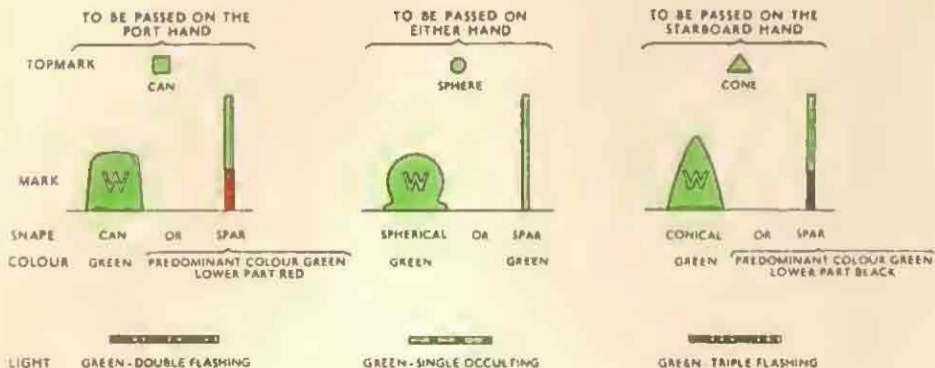 TO BE PASSED ON THE
PORT HAND
TO BE PASSED ON
EITHER HAND
TO BE PASSED ON THE
STARBOARD HAND
TOPMARK
CAN
SPHERE
CONE
MARK
W
W
W
SNAPE CAN OR SPAR SPHERICAL OR SPAR CONICAL OR SPAR
COLOUR GREEN PREDOMINANT COLOUR GREEN GREEN GREEN GREEN PREDOMINANT COLOUR GREEN
LOWER PART RED LOWER PART BLACK
LIGHT GREEN - DOUBLE FLASHING GREEN - SINGLE OCCULTING GREEN - TRIPLE FLASHING